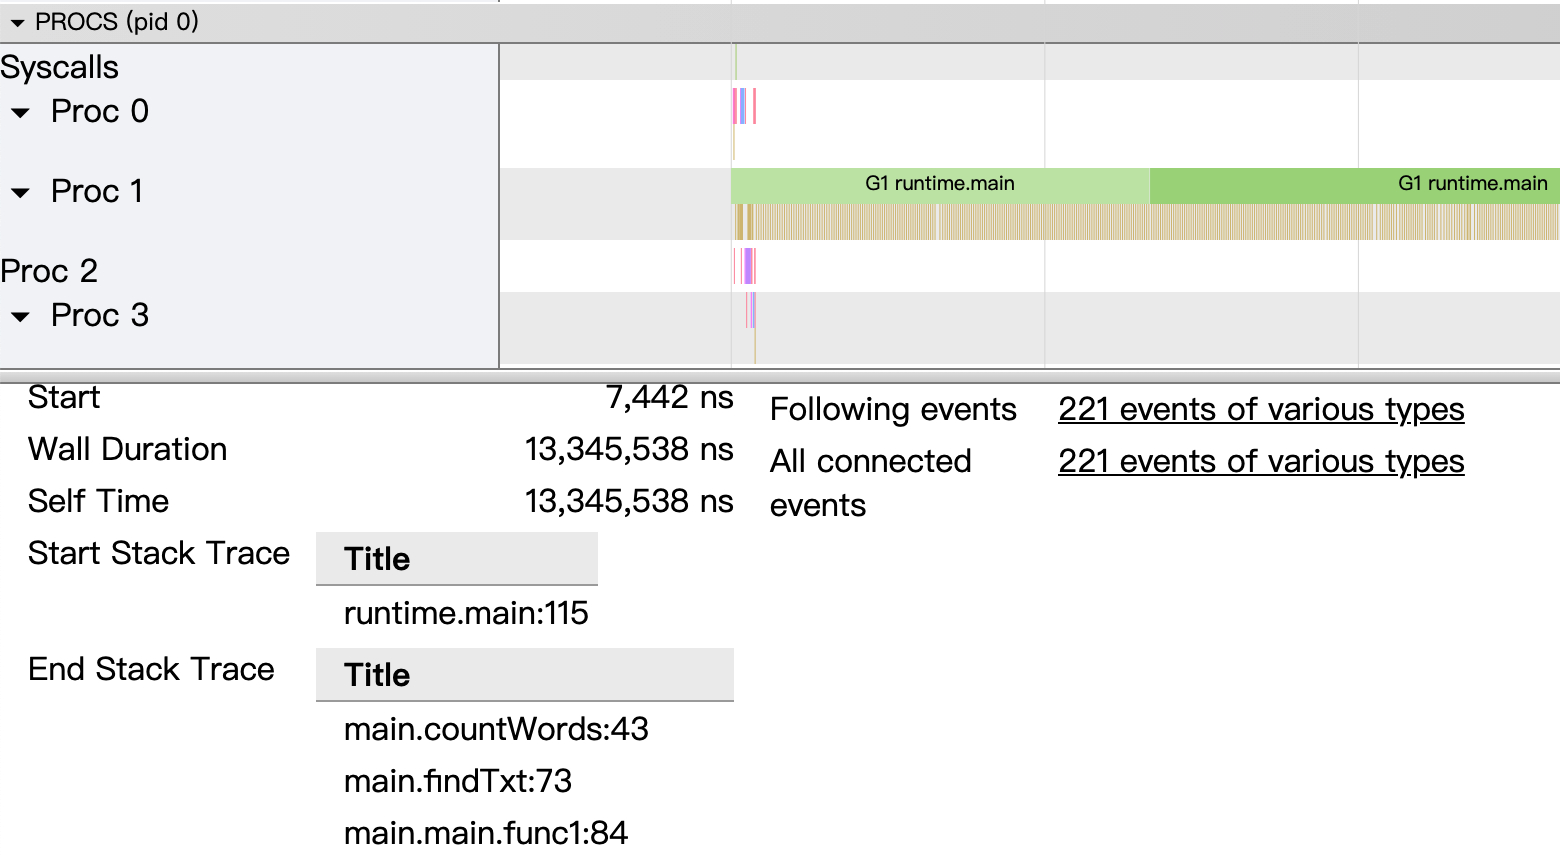 PROCS (pid 0)
Syscalls
Proc 0
Proc 1
G1 runtime.main
G1 runtime.main
Proc 2
Proc 3
Start 7,442 ns
Wall Duration 13,345,538 ns
Self Time 13,345,538 ns
Start Stack Trace
Title
runtime.main:115
End Stack Trace
Title
main.countWords:43
main.findTxt:73
main.main.func1:84
Following events 221 events of various types
All connected events 221 events of various types